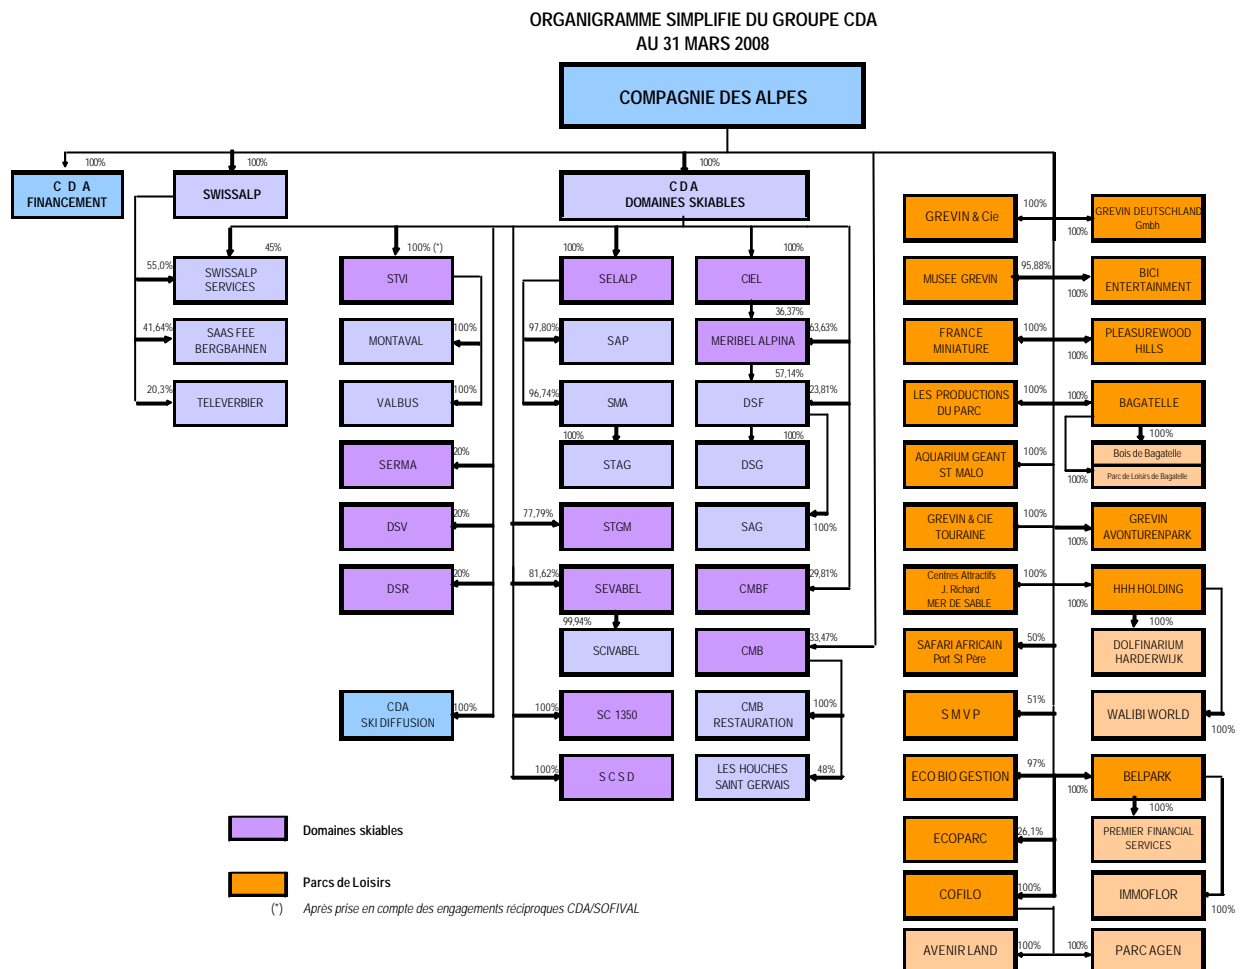 ORGANIGRAMME SIMPLIFIE DU GROUPE CDA
AU 31 MARS 2008
COMPAGNIE DES ALPES
100%
100%
100%
C D A
FINANCEMENT
SWISSALP
CDA
DOMAINES SKIABLES
45%
100% (*)
100%
100%
55,0%
SWISSALP
SERVICES
STVI
SELALP
CIEL
36,37%
41,64%
SAAS FEE
BERGBAHNEN
MONTAVAL
100%
97,80%
SAP
MERIBEL ALPINA
63,63%
57,14%
20,3%
TELEVERBIER
VALBUS
100%
96,74%
SMA
DSF
23,81%
100%
100%
SERMA
20%
STAG
DSG
DSV
20%
77,79%
STGM
SAG
100%
DSR
20%
81,62%
SEVABEL
CMBF
29,81%
99,94%
SCIVABEL
CMB
33,47%
CDA
SKI DIFFUSION
100%
100%
SC 1350
CMB
RESTAURATION
100%
100%
S C S D
LES HOUCHES
SAINT GERVAIS
48%
GREVIN & Cie
100%
100%
GREVIN DEUTSCHLAND
Gmbh
MUSEE GREVIN
95,88%
100%
BICI
ENTERTAINMENT
FRANCE
MINIATURE
100%
100%
PLEASUREWOOD
HILLS
LES PRODUCTIONS
DU PARC
100%
100%
BAGATELLE
100%
AQUARIUM GEANT
ST MALO
100%
100%
Bois de Bagatelle
Parc de Loisirs de Bagatelle
GREVIN & CIE
TOURAINE
100%
100%
GREVIN
AVONTURENPARK
Centres Attractifs
J. Richard
MER DE SABLE
100%
100%
HHH HOLDING
100%
SAFARI AFRICAIN
Port St Père
50%
DOLFINARIUM
HARDERWIJK
S M V P
51%
WALIBI WORLD
100%
ECO BIO GESTION
97%
100%
BELPARK
100%
ECOPARC
26,1%
PREMIER FINANCIAL
SERVICES
COFILO
100%
IMMOFLOR
100%
AVENIR LAND
100%
100%
PARC AGEN
Domaines skiables
Parcs de Loisirs
(*) Après prise en compte des engagements réciproques CDA/SOFIVAL